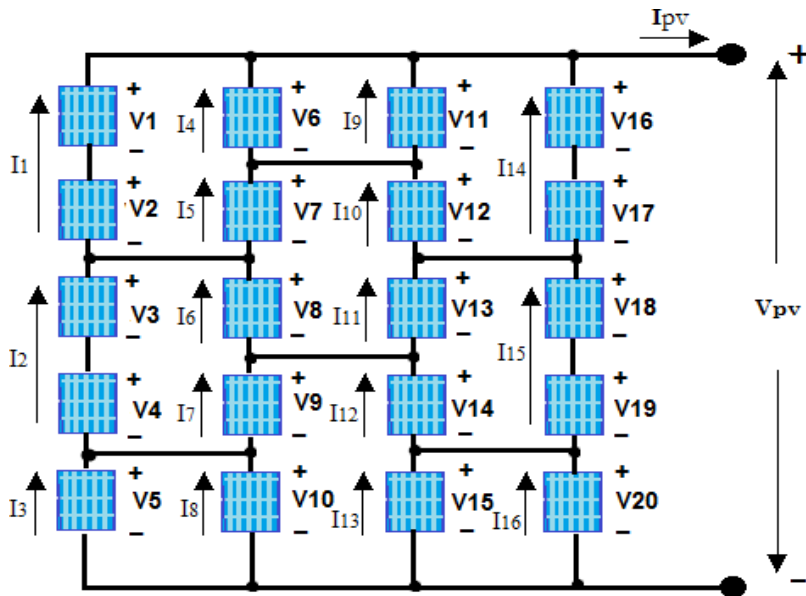 Ipv
+ + + + +
V1 V6 V11 V16
I1 I4 I9 I14
− − − −
+ + + +
V2 V7 V12 V17
I5 I10
− − − −
+ + + +
V3 V8 V13 V18
I2 I6 I11 I15
Vpv
− − − −
+ + + +
V4 V9 V14 V19
I7 I12
− − − −
+ + + +
I3 V5 I8 V10 I13 V15 I16 V20
− − − − −